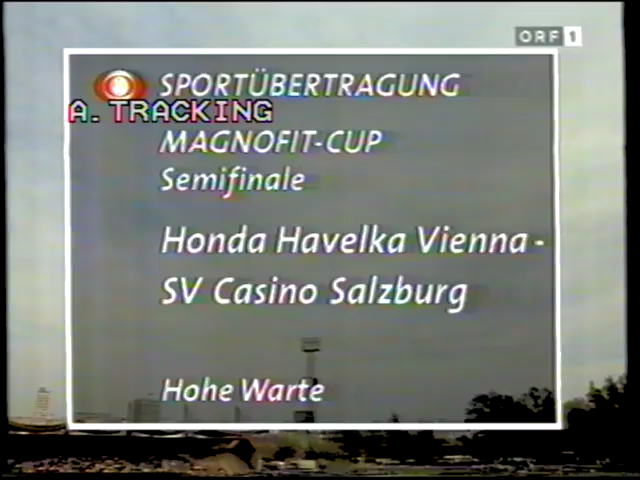 ORF 1
SPORTÜBERTRAGUNG
A. TRACKING
MAGNOFIT-CUP
Semifinale
Honda Havelka Vienna -
SV Casino Salzburg
Hohe Warte